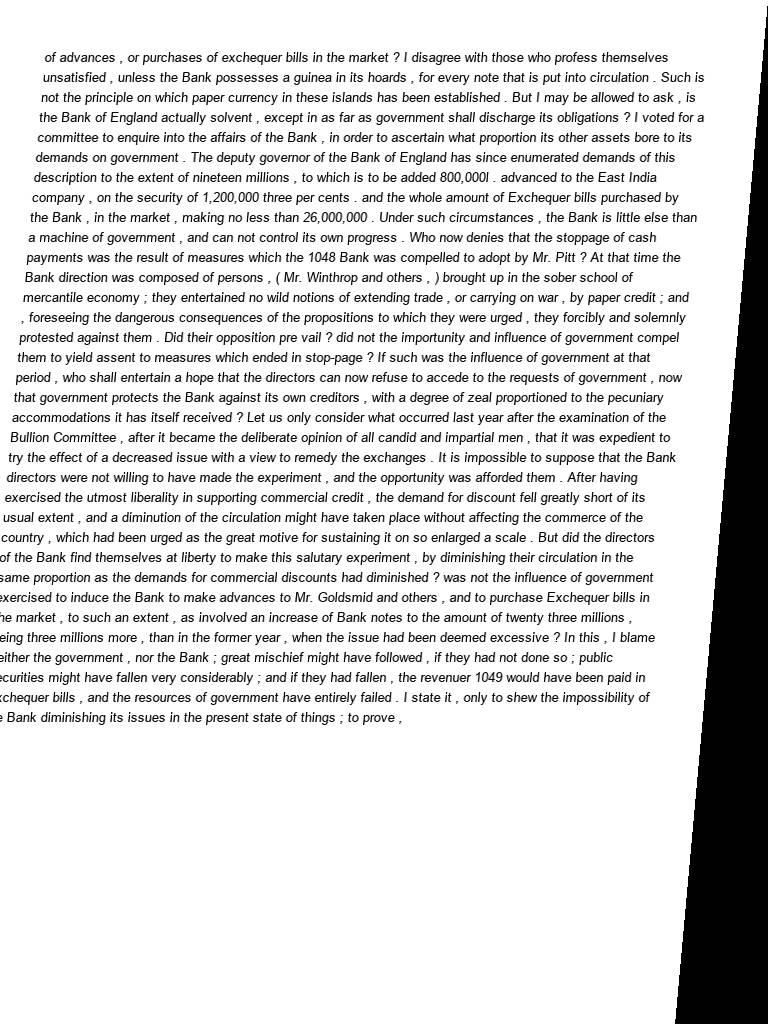 of advances , or purchases of exchequer bills in the market ? I disagree with those who profess themselves
unsatisfied , unless the Bank possesses a guinea in its hoards , for every note that is put into circulation . Such is
not the principle on which paper currency in these islands has been established . But I may be allowed to ask , is
the Bank of England actually solvent , except in as far as government shall discharge its obligations ? I voted for a
committee to enquire into the affairs of the Bank , in order to ascertain what proportion its other assets bore to its
demands on government . The deputy governor of the Bank of England has since enumerated demands of this
description to the extent of nineteen millions , to which is to be added 800,000l . advanced to the East India
company , on the security of 1,200,000 three per cents . and the whole amount of Exchequer bills purchased by
the Bank , in the market , making no less than 26,000,000 . Under such circumstances , the Bank is little else than
a machine of government , and can not control its own progress . Who now denies that the stoppage of cash
payments was the result of measures which the 1048 Bank was compelled to adopt by Mr. Pitt ? At that time the
Bank direction was composed of persons , ( Mr. Winthrop and others , ) brought up in the sober school of
mercantile economy ; they entertained no wild notions of extending trade , or carrying on war , by paper credit ; and
, foreseeing the dangerous consequences of the propositions to which they were urged , they forcibly and solemnly
protested against them . Did their opposition pre vail ? did not the importunity and influence of government compel
them to yield assent to measures which ended in stop-page ? If such was the influence of government at that
period , who shall entertain a hope that the directors can now refuse to accede to the requests of government , now
that government protects the Bank against its own creditors , with a degree of zeal proportioned to the pecuniary
accommodations it has itself received ? Let us only consider what occurred last year after the examination of the
Bullion Committee , after it became the deliberate opinion of all candid and impartial men , that it was expedient to
try the effect of a decreased issue with a view to remedy the exchanges . It is impossible to suppose that the Bank
directors were not willing to have made the experiment , and the opportunity was afforded them . After having
exercised the utmost liberality in supporting commercial credit , the demand for discount fell greatly short of its
usual extent , and a diminution of the circulation might have taken place without affecting the commerce of the
country , which had been urged as the great motive for sustaining it on so enlarged a scale . But did the directors
of the Bank find themselves at liberty to make this salutary experiment , by diminishing their circulation in the
same proportion as the demands for commercial discounts had diminished ? was not the influence of government
exercised to induce the Bank to make advances to Mr. Goldsmid and others , and to purchase Exchequer bills in
he market , to such an extent , as involved an increase of Bank notes to the amount of twenty three millions ,
eing three millions more , than in the former year , when the issue had been deemed excessive ? In this , I blame
either the government , nor the Bank ; great mischief might have followed , if they had not done so ; public
ecurities might have fallen very considerably ; and if they had fallen , the revenuer 1049 would have been paid in
xchequer bills , and the resources of government have entirely failed . I state it , only to shew the impossibility of
e Bank diminishing its issues in the present state of things ; to prove ,